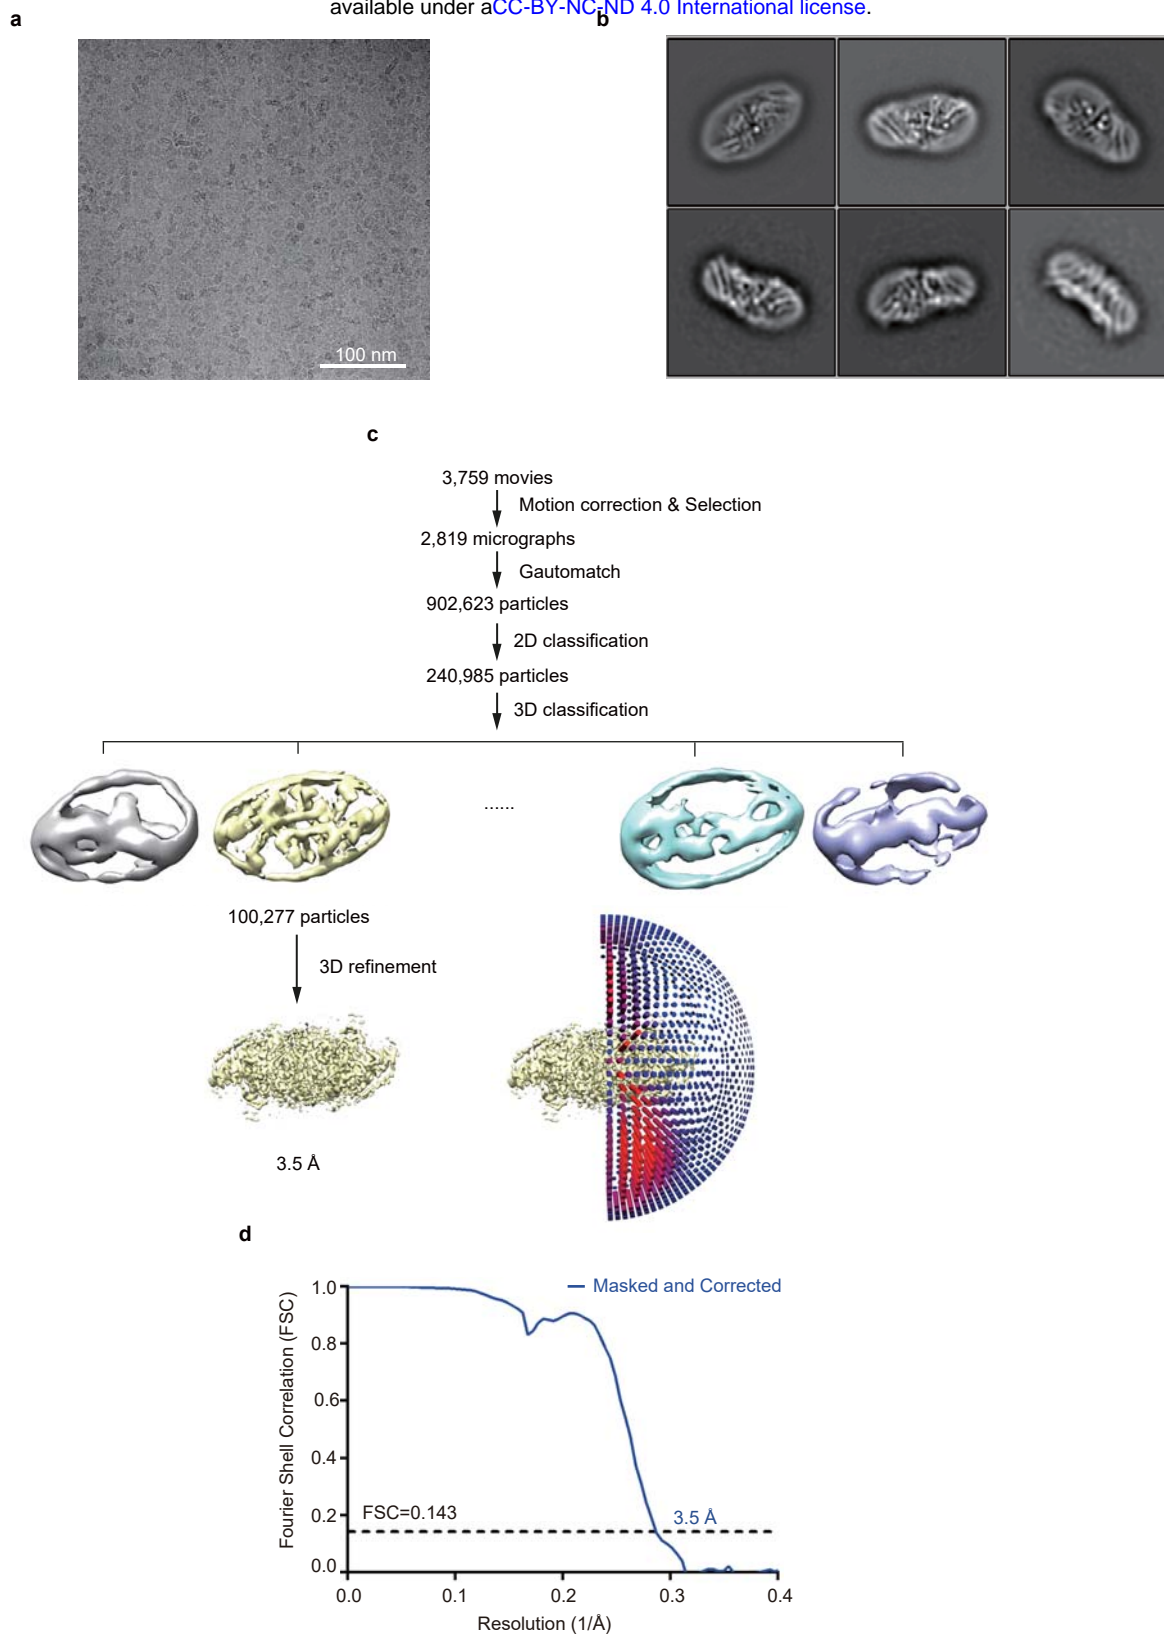 available under aCC-BY-NC-ND 4.0 International license.
a
b
100 nm
c
3,759 movies
Motion correction & Selection
2,819 micrographs
Gautomatch
902,623 particles
2D classification
240,985 particles
3D classification
......
100,277 particles
3D refinement
3.5 Å
d
Masked and Corrected
Fourier Shell Correlation (FSC)
1.0
0.8
0.6
0.4
0.2
0.0
FSC=0.143
3.5 Å
0.0 0.1 0.2 0.3 0.4
Resolution (1/Å)